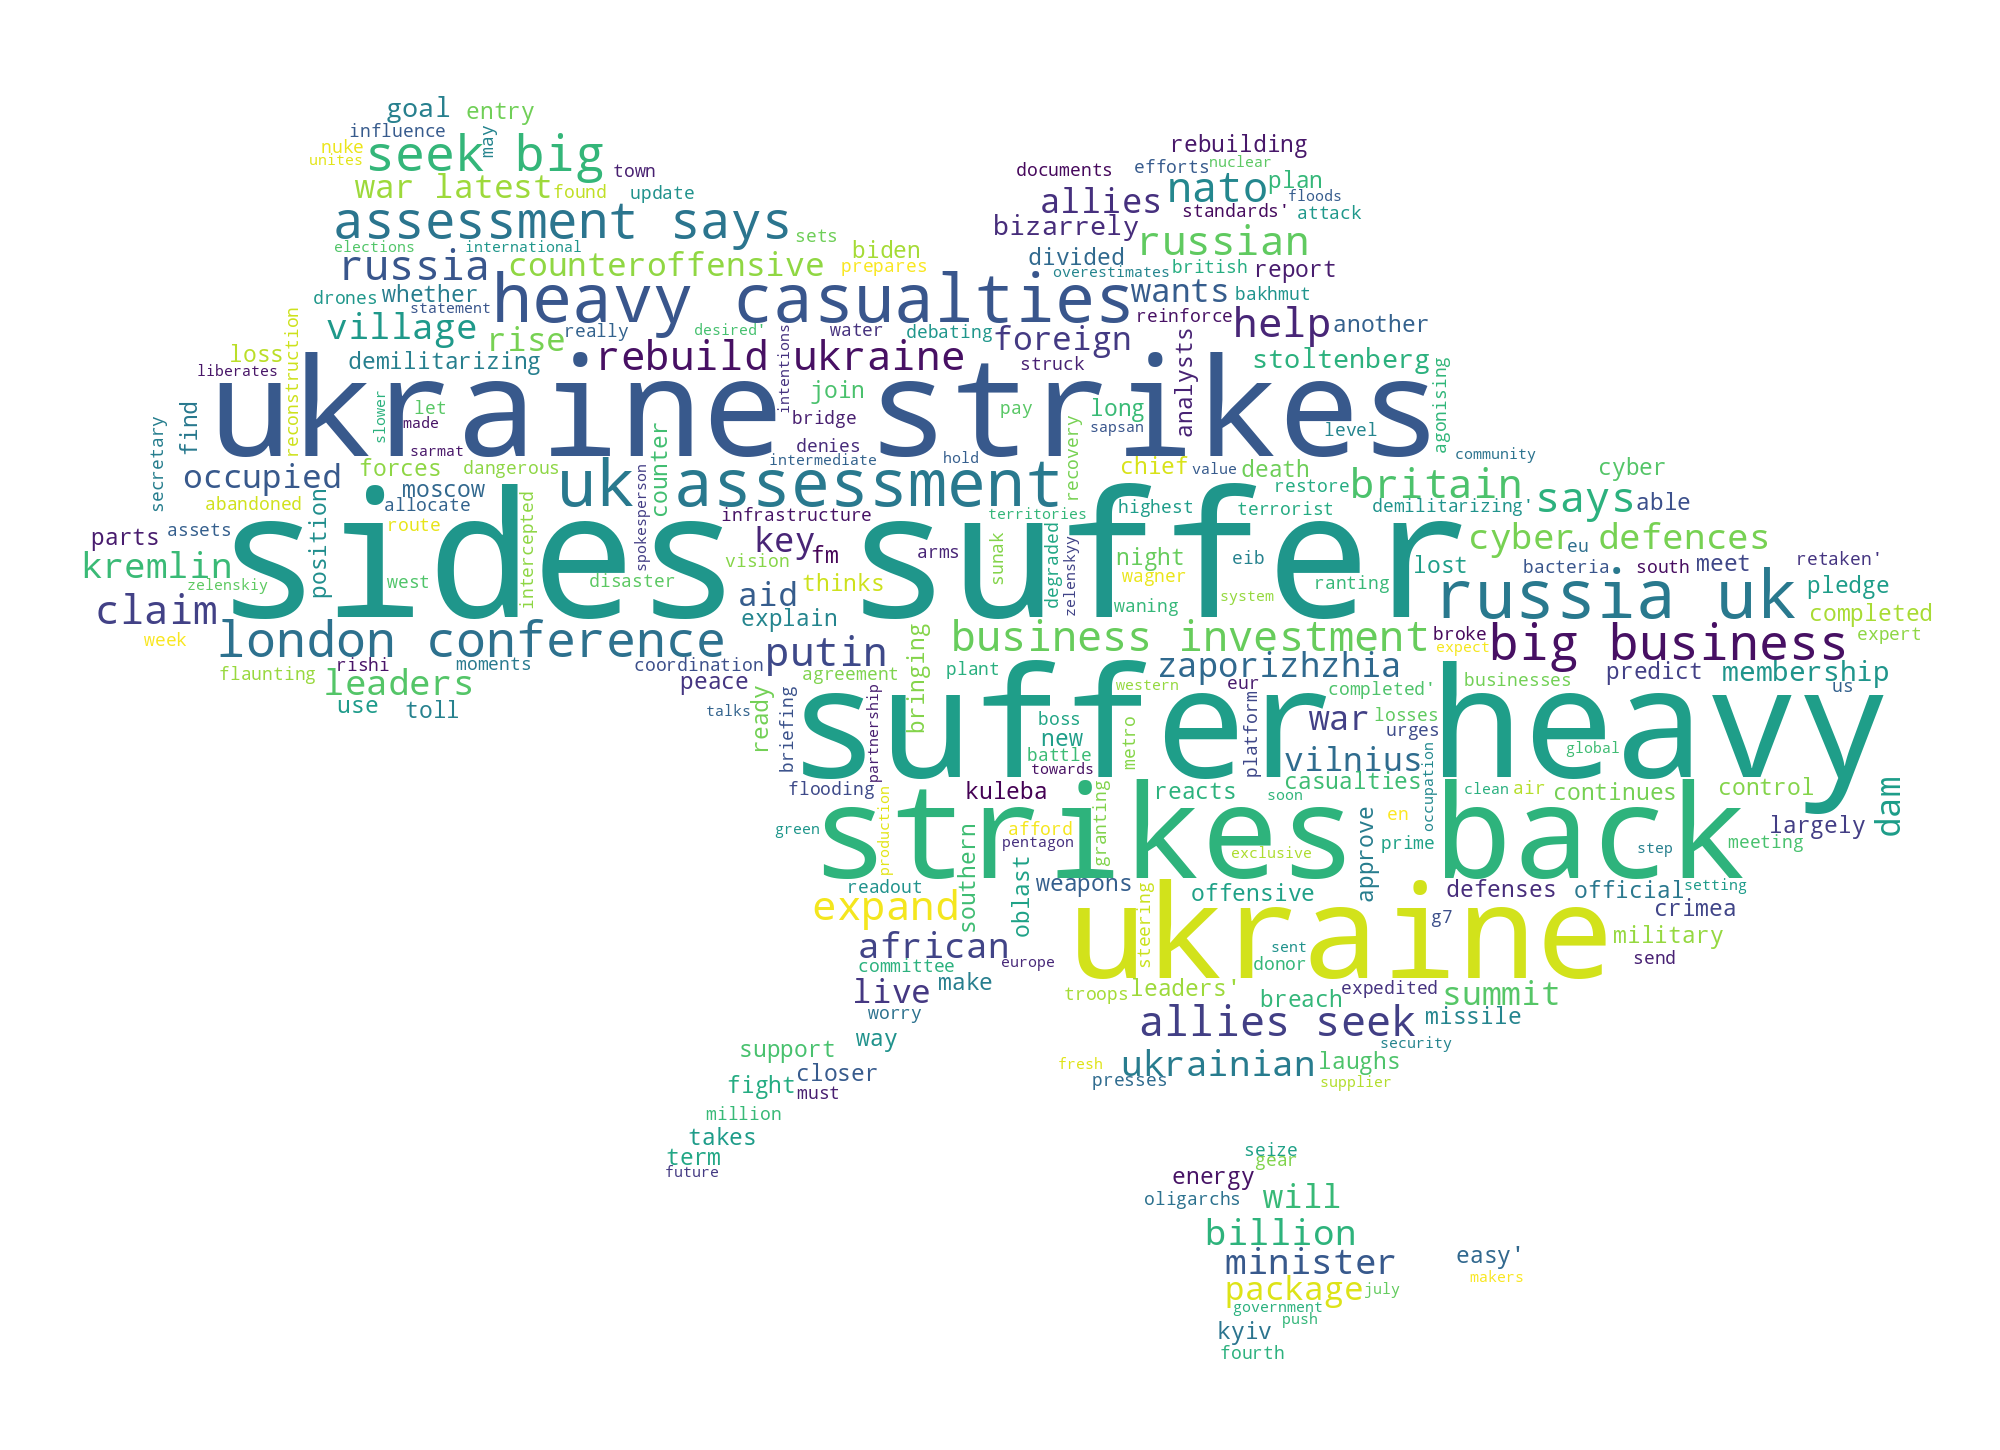 goal entry
influence may
nuke seek big
unites town
war latest found update
assessment says sets
elections international
russia counteroffensive biden prepares
drones whether statement heavy casualties
reconstruction village rise really desired' intentions water debating foreign
loss demilitarizing rebuild ukraine struck
liberates ukraine strikes
rebuilding
documents efforts nuclear
allies nato plan floods
bizarrely standards' attack
divided russian
overestimates british report
wants bakhmut
reinforce help another
analysts stoltenberg agonising
secretary find slower let made join bridge pay long sapsan level
sarmat counter denies recovery community
occupied forces dangerous uk assessment intermediate hold chief value death britain cyber
abandoned moscow allocate spokesperson restore says able
position intercepted infrastructure territories highest terrorist demilitarizing'
parts assets route sides suffer cyber defences
kremlin key fm arms degraded night eib lost eu retaken'
zelenskiy west disaster vision sunak zelenskyy wagner ranting bacteria south meet
claim aid thinks waning system russia uk pledge
week london conference explain business investment broke completed
flaunting rishi moments coordination putin bringing expect big business expert
leaders peace agreement plant zaporizhzhia predict membership
use toll talks ready briefing partnership western eur completed' businesses us
boss metro platform war losses
new suffer heavy
battle vilnius urges global
towards casualties occupation
flooding kuleba granting reacts soon clean air continues control dam
green production afford strikes back en largely
pentagon exclusive approve prime step meeting
readout southern weapons offensive defenses official setting
expand oblast steering ukraine g7 crimea
african sent military
committee europe donor send
live make troops leaders' breach expedited summit
worry allies seek missile
way security
support fresh ukrainian laughs
closer presses supplier
fight must
million
takes
term
future
seize
energy gear
oligarchs will
billion
minister easy'
package july makers
government push
kyiv
fourth